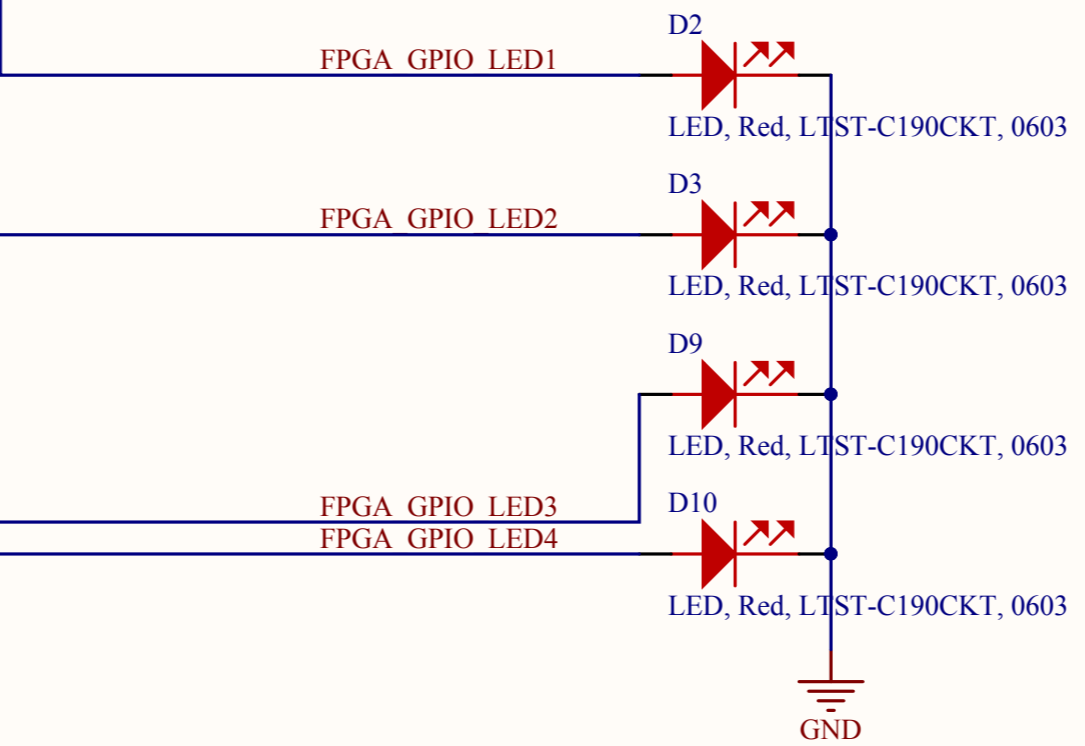 D2
FPGA_GPIO_LED1
LED, Red, LTST-C190CKT, 0603
D3
FPGA_GPIO_LED2
LED, Red, LTST-C190CKT, 0603
D9
LED, Red, LTST-C190CKT, 0603
FPGA_GPIO_LED3
D10
FPGA_GPIO_LED4
LED, Red, LTST-C190CKT, 0603
GND